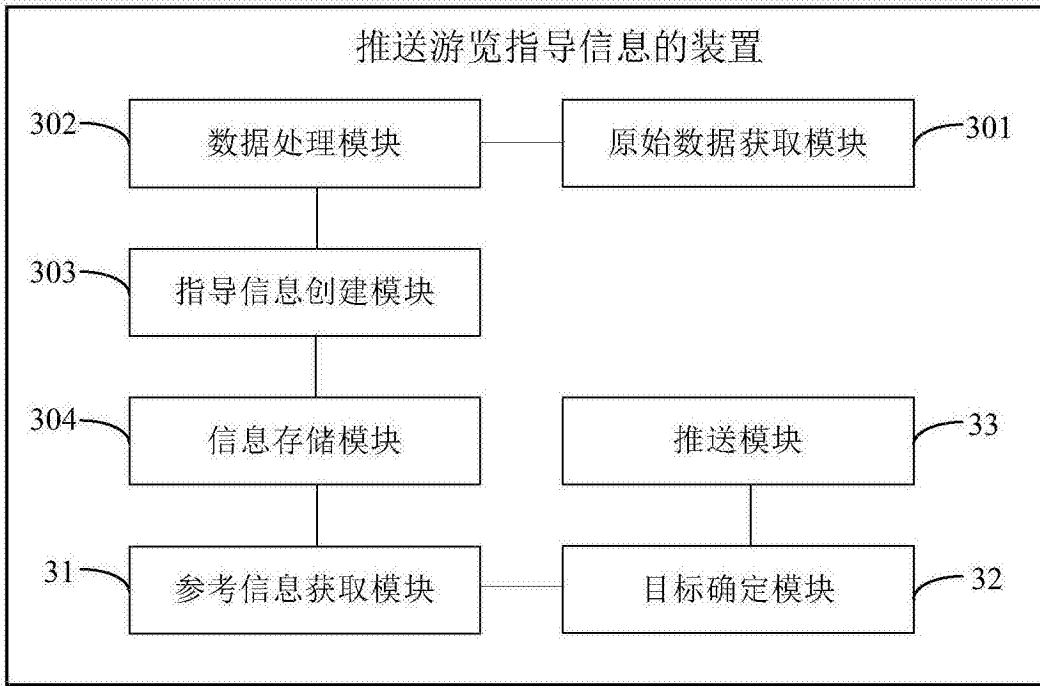 推送游览指导信息的装置
302
数据处理模块
原始数据获取模块
301
303
指导信息创建模块
304
信息存储模块
推送模块
33
31
参考信息获取模块
目标确定模块
32